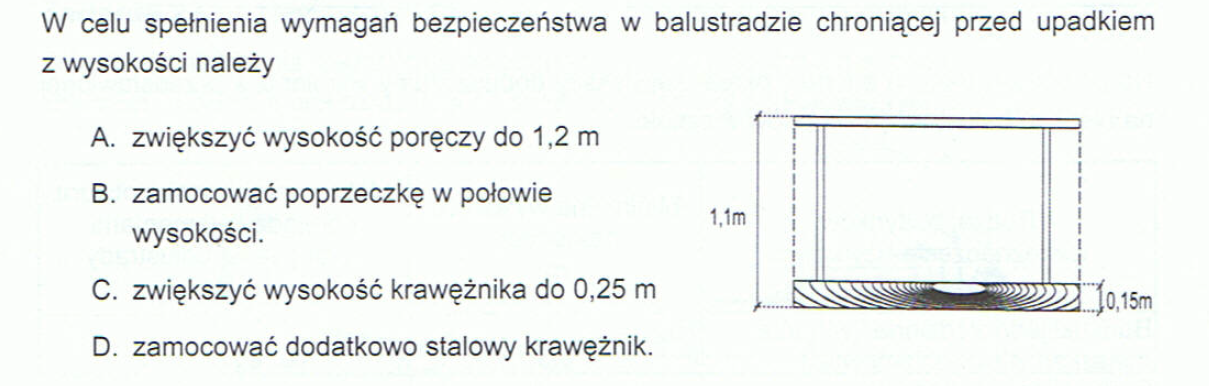 W celu spełnienia wymagań bezpieczeństwa w balustradzie chroniącej przed upadkiem
z wysokości należy
A. zwiększyć wysokość poręczy do 1,2 m
B. zamocować poprzeczkę w połowie
wysokości.
C. zwiększyć wysokość krawężnika do 0,25 m
D. zamocować dodatkowo stalowy krawężnik.
1,1m
0,15m